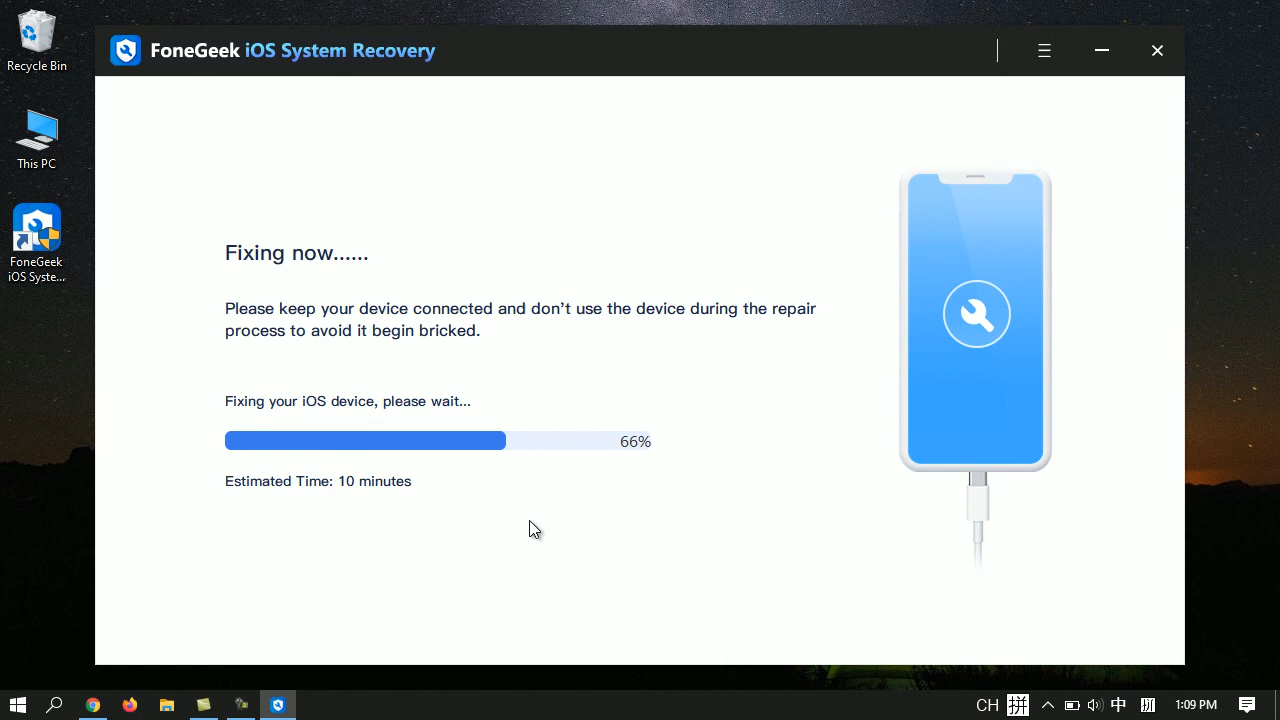 Recycle Bin
This PC
FoneGeek
iOS Syste...
FoneGeek iOS System Recovery
Fixing now......
Please keep your device connected and don't use the device during the repair
process to avoid it begin bricked.
Fixing your iOS device, please wait...
66%
Estimated Time: 10 minutes
CH 拼 中 拼 1:09 PM